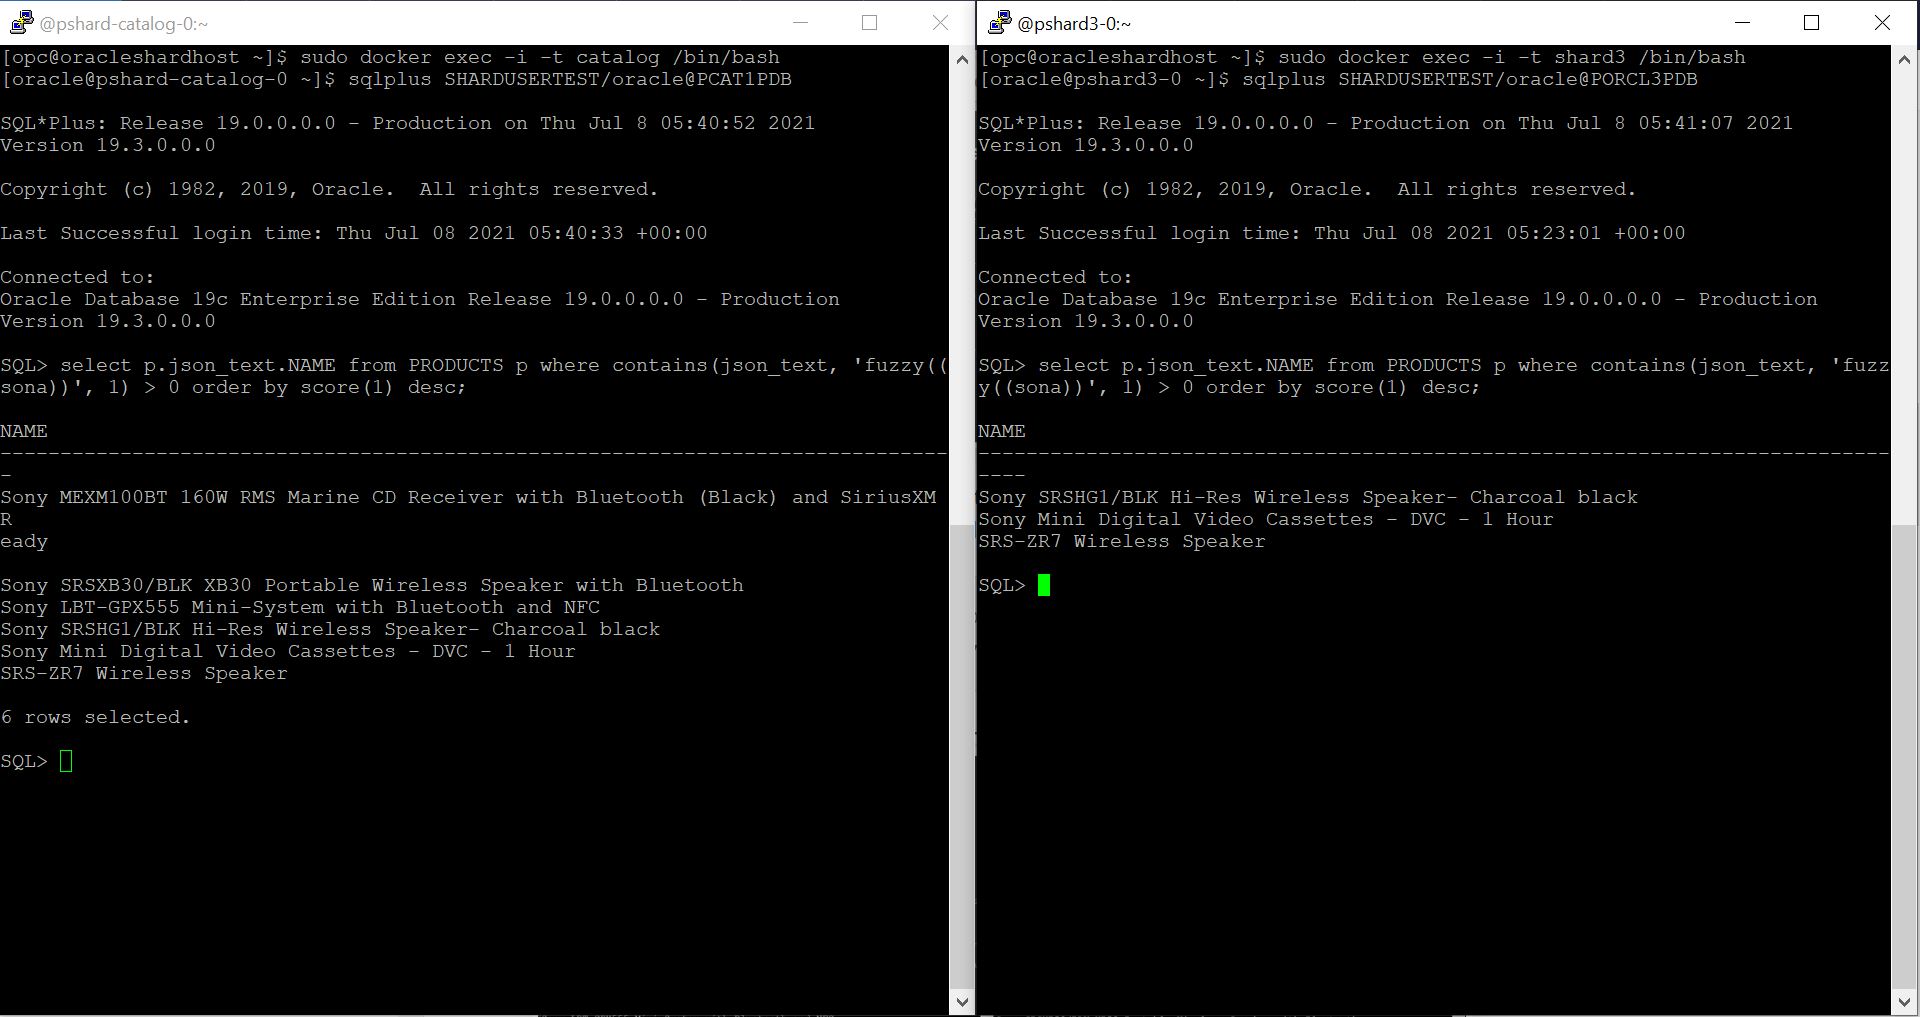 @pshard-catalog-0:~
[opc@oracleshardhost ~]$ sudo docker exec -i -t catalog /bin/bash
[oracle@pshard-catalog-0 ~]$ sqlplus SHARDUSERTEST/oracle@PCAT1PDB
SQL*Plus: Release 19.0.0.0.0 - Production on Thu Jul 8 05:40:52 2021
Version 19.3.0.0.0
Copyright (c) 1982, 2019, Oracle.  All rights reserved.
Last Successful login time: Thu Jul 08 2021 05:40:33 +00:00
Connected to:
Oracle Database 19c Enterprise Edition Release 19.0.0.0.0 - Production
Version 19.3.0.0.0
SQL> select p.json_text.NAME from PRODUCTS p where contains(json_text, 'fuzzy((
sona))', 1) > 0 order by score(1) desc;
NAME
-------------------------------------------------------------------------------
-
Sony MEXM100BT 160W RMS Marine CD Receiver with Bluetooth (Black) and SiriusXM
R
eady
Sony SRSXB30/BLK XB30 Portable Wireless Speaker with Bluetooth
Sony LBT-GPX555 Mini-System with Bluetooth and NFC
Sony SRSHG1/BLK Hi-Res Wireless Speaker- Charcoal black
Sony Mini Digital Video Cassettes - DVC - 1 Hour
SRS-ZR7 Wireless Speaker
6 rows selected.
SQL>
@pshard3-0:~
[opc@oracleshardhost ~]$ sudo docker exec -i -t shard3 /bin/bash
[oracle@pshard3-0 ~]$ sqlplus SHARDUSERTEST/oracle@PORCL3PDB
SQL*Plus: Release 19.0.0.0.0 - Production on Thu Jul 8 05:41:07 2021
Version 19.3.0.0.0
Copyright (c) 1982, 2019, Oracle.  All rights reserved.
Last Successful login time: Thu Jul 08 2021 05:23:01 +00:00
Connected to:
Oracle Database 19c Enterprise Edition Release 19.0.0.0.0 - Production
Version 19.3.0.0.0
SQL> select p.json_text.NAME from PRODUCTS p where contains(json_text, 'fuzz
y((sona))', 1) > 0 order by score(1) desc;
NAME
----------------------------------------------------------------------------
----
Sony SRSHG1/BLK Hi-Res Wireless Speaker- Charcoal black
Sony Mini Digital Video Cassettes - DVC - 1 Hour
SRS-ZR7 Wireless Speaker
SQL>